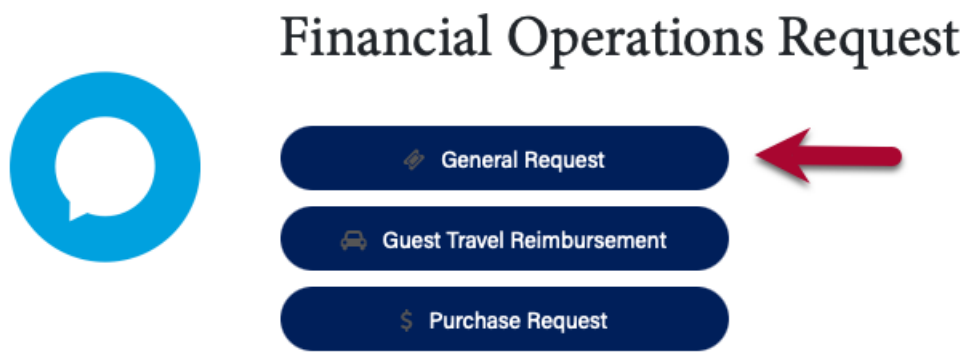 Financial Operations Request
General Request
Guest Travel Reimbursement
$ Purchase Request